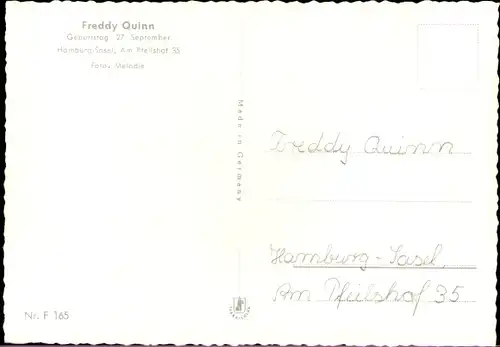 Freddy Quinn
Geburtstag 27. September
Hamburg-Sasel, Am Pfeilshof 35
Foto: Melodie
Made in Germany
Freddy Quinn
Hamburg-Sasel,
Am Pfeilshof 35
Nr. F 165